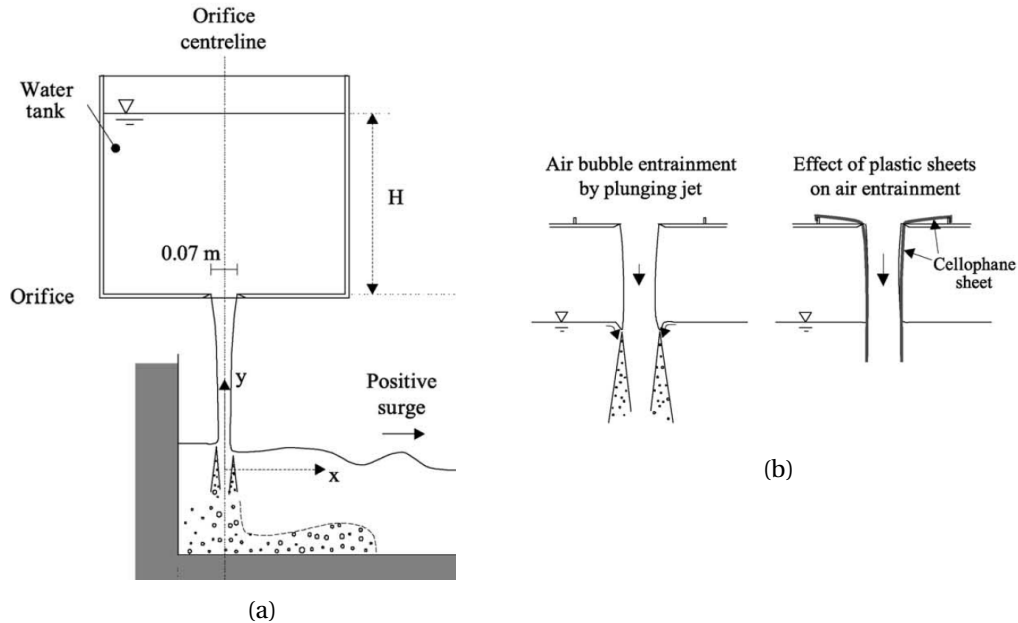 Orifice
centreline
Water
tank
H
0.07 m
Orifice
y
Positive
surge
x
(a)
Air bubble entrainment
by plunging jet
Effect of plastic sheets
on air entrainment
Cellophane
sheet
(b)